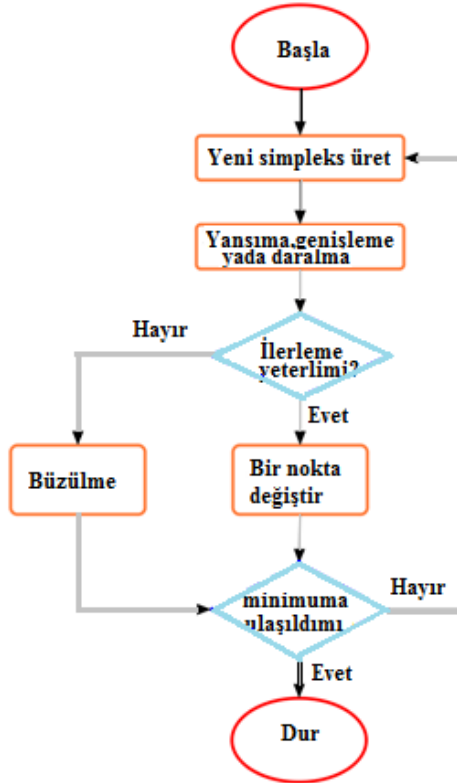 Başla
Yeni simpleks üret
Yansıma,genişleme
yada daralma
Hayır
İlerleme
yeterlimi?
Evet
Büzülme
Bir nokta
değiştir
minimuma
ulaşıldımı
Hayır
Evet
Dur